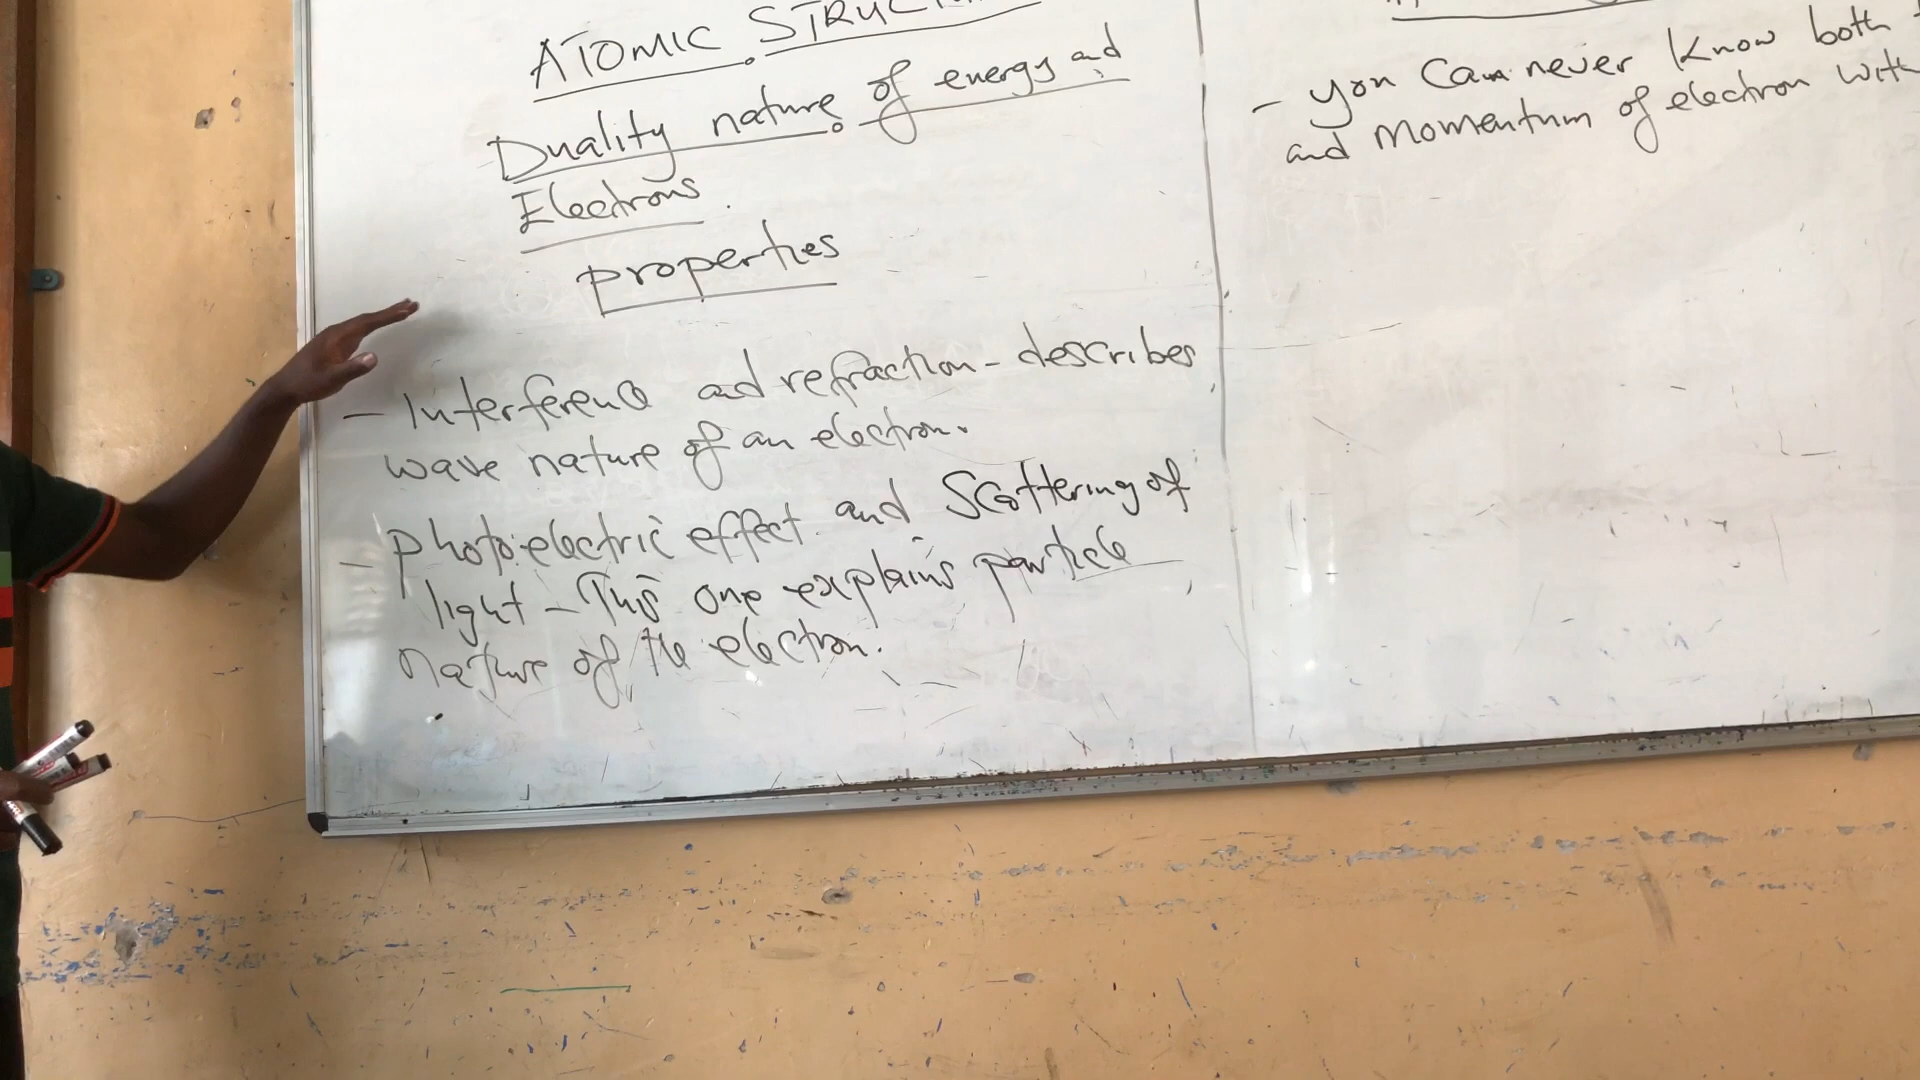 ATOMIC STRUCTU
Duality nature of energy and
Electrons.
properties
- Interference and refraction - describes
wave nature of an electron.
- photoelectric effect and Scattering of
light - This one explains particle
nature of the electron.
- you Can never know both
and momentum of electron with